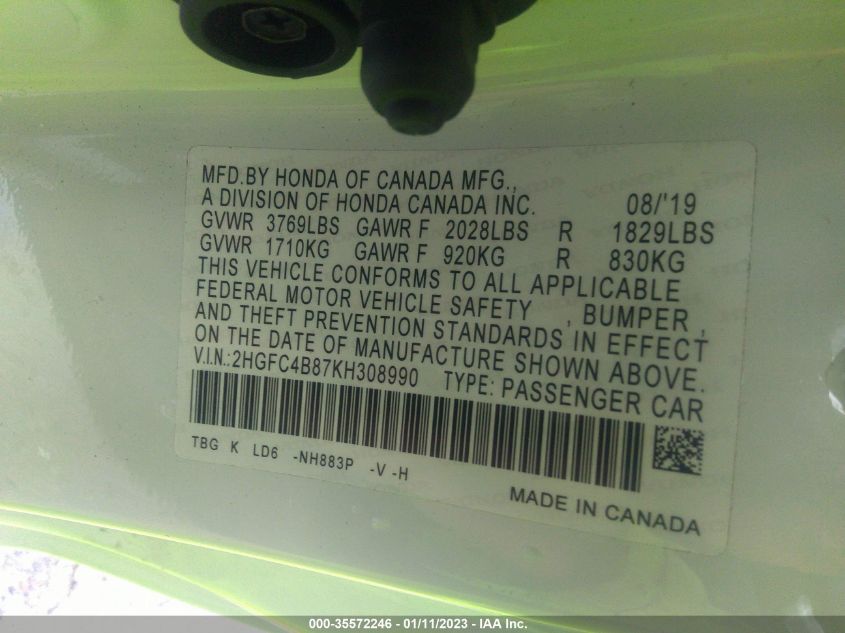 MFD.BY HONDA OF CANADA MFG.,
A DIVISION OF HONDA CANADA INC. 08/'19
GVWR 3769LBS GAWR F 2028LBS R 1829LBS
GVWR 1710KG GAWR F 920KG R 830KG
THIS VEHICLE CONFORMS TO ALL APPLICABLE
FEDERAL MOTOR VEHICLE SAFETY , BUMPER ,
AND THEFT PREVENTION STANDARDS IN EFFECT
ON THE DATE OF MANUFACTURE SHOWN ABOVE.
V.I.N.:2HGFC4B87KH308990 TYPE: PASSENGER CAR
TBG K LD6 -NH883P -V -H
MADE IN CANADA
000-35572246 - 01/11/2023 - IAA Inc.